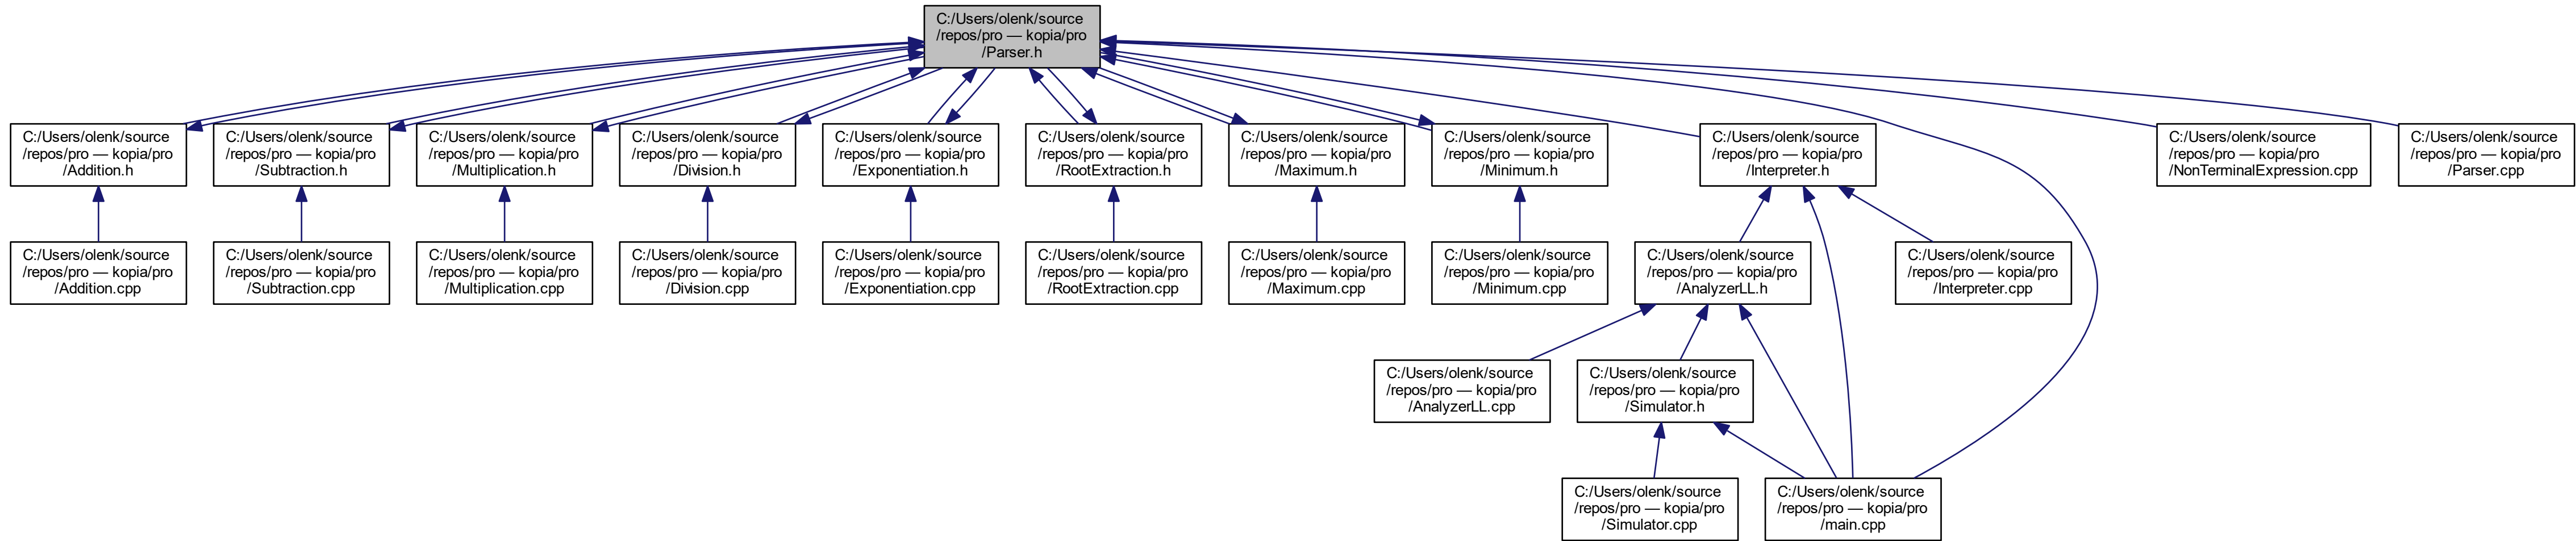 C:/Users/olenk/source
/repos/pro — kopia/pro
/Parser.h
C:/Users/olenk/source
/repos/pro — kopia/pro
/Addition.h
C:/Users/olenk/source
/repos/pro — kopia/pro
/Subtraction.h
C:/Users/olenk/source
/repos/pro — kopia/pro
/Multiplication.h
C:/Users/olenk/source
/repos/pro — kopia/pro
/Division.h
C:/Users/olenk/source
/repos/pro — kopia/pro
/Exponentiation.h
C:/Users/olenk/source
/repos/pro — kopia/pro
/RootExtraction.h
C:/Users/olenk/source
/repos/pro — kopia/pro
/Maximum.h
C:/Users/olenk/source
/repos/pro — kopia/pro
/Minimum.h
C:/Users/olenk/source
/repos/pro — kopia/pro
/Interpreter.h
C:/Users/olenk/source
/repos/pro — kopia/pro
/NonTerminalExpression.cpp
C:/Users/olenk/source
/repos/pro — kopia/pro
/Parser.cpp
C:/Users/olenk/source
/repos/pro — kopia/pro
/Addition.cpp
C:/Users/olenk/source
/repos/pro — kopia/pro
/Subtraction.cpp
C:/Users/olenk/source
/repos/pro — kopia/pro
/Multiplication.cpp
C:/Users/olenk/source
/repos/pro — kopia/pro
/Division.cpp
C:/Users/olenk/source
/repos/pro — kopia/pro
/Exponentiation.cpp
C:/Users/olenk/source
/repos/pro — kopia/pro
/RootExtraction.cpp
C:/Users/olenk/source
/repos/pro — kopia/pro
/Maximum.cpp
C:/Users/olenk/source
/repos/pro — kopia/pro
/Minimum.cpp
C:/Users/olenk/source
/repos/pro — kopia/pro
/AnalyzerLL.h
C:/Users/olenk/source
/repos/pro — kopia/pro
/Interpreter.cpp
C:/Users/olenk/source
/repos/pro — kopia/pro
/AnalyzerLL.cpp
C:/Users/olenk/source
/repos/pro — kopia/pro
/Simulator.h
C:/Users/olenk/source
/repos/pro — kopia/pro
/Simulator.cpp
C:/Users/olenk/source
/repos/pro — kopia/pro
/main.cpp